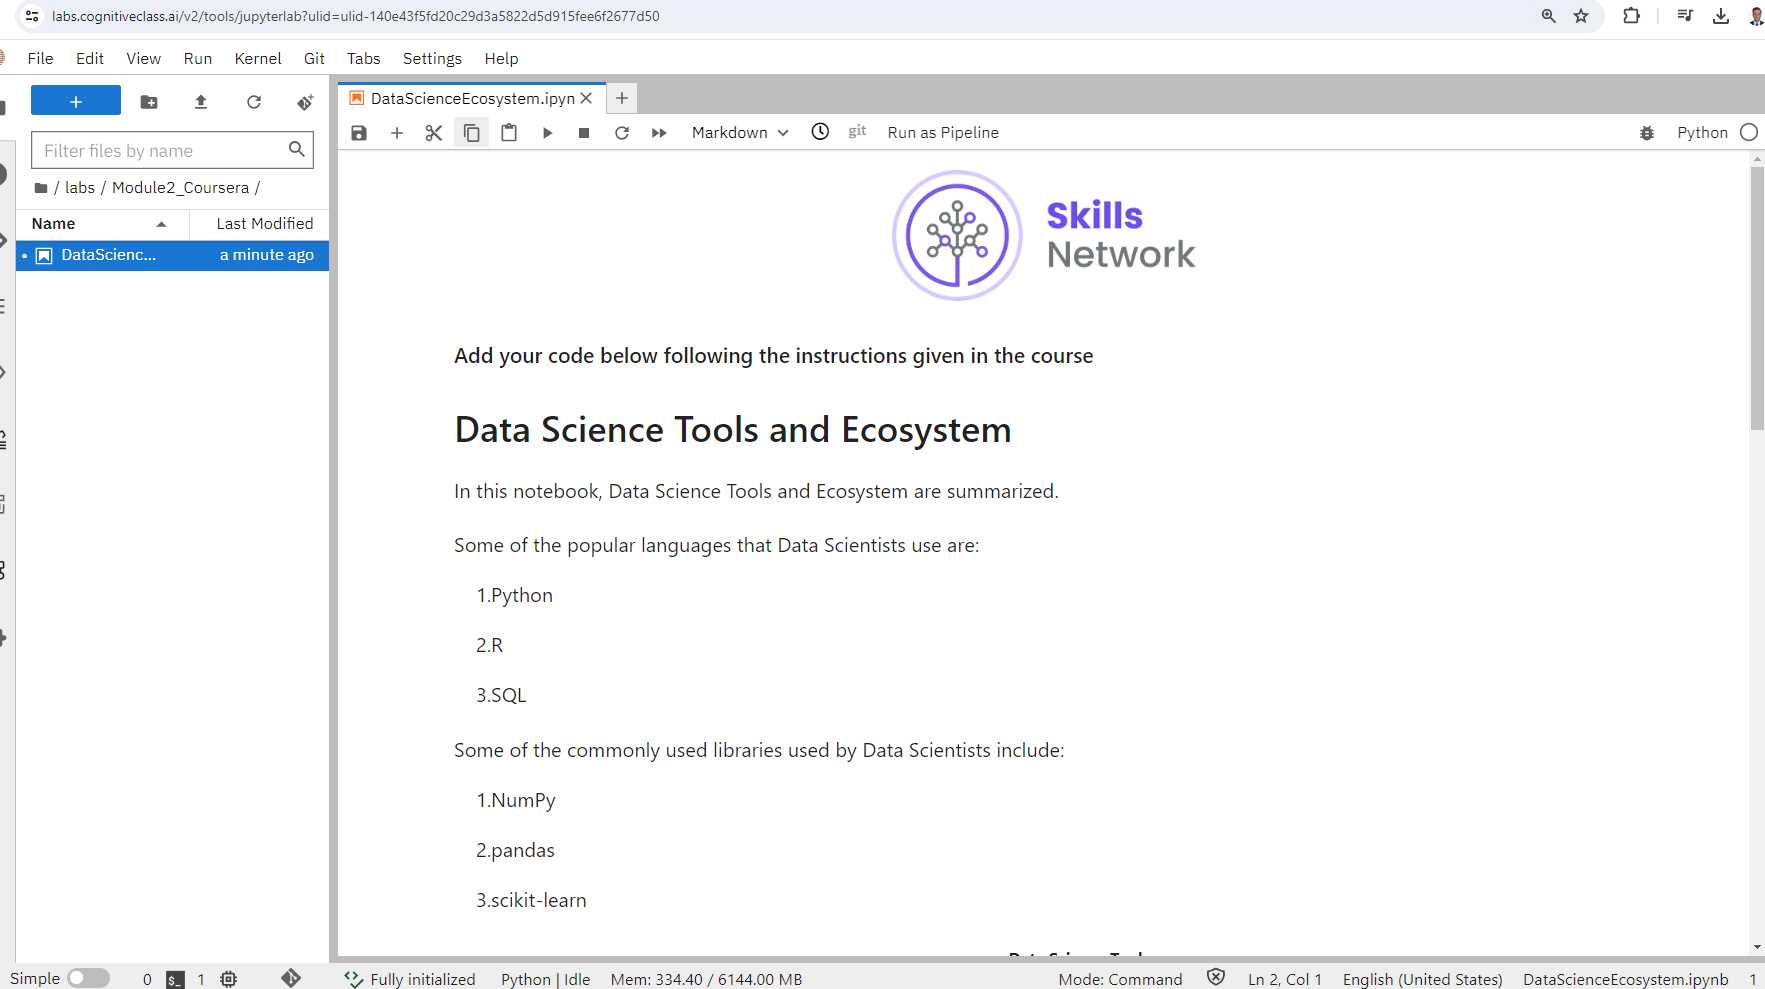 labs.cognitiveclass.ai/v2/tools/jupyterlab?ulid=ulid-140e43f5fd20c29d3a5822d5d915fee6f2677d50
File Edit View Run Kernel Git Tabs Settings Help
DataScienceEcosystem.ipyn
Markdown git Run as Pipeline Python
Filter files by name
/ labs / Module2_Coursera /
Name Last Modified
DataScienc... a minute ago
Skills
Network
Add your code below following the instructions given in the course
Data Science Tools and Ecosystem
In this notebook, Data Science Tools and Ecosystem are summarized.
Some of the popular languages that Data Scientists use are:
1.Python
2.R
3.SQL
Some of the commonly used libraries used by Data Scientists include:
1.NumPy
2.pandas
3.scikit-learn
Simple 0 $_ 1 Fully initialized Python | Idle Mem: 334.40 / 6144.00 MB Mode: Command Ln 2, Col 1 English (United States) DataScienceEcosystem.ipynb 1